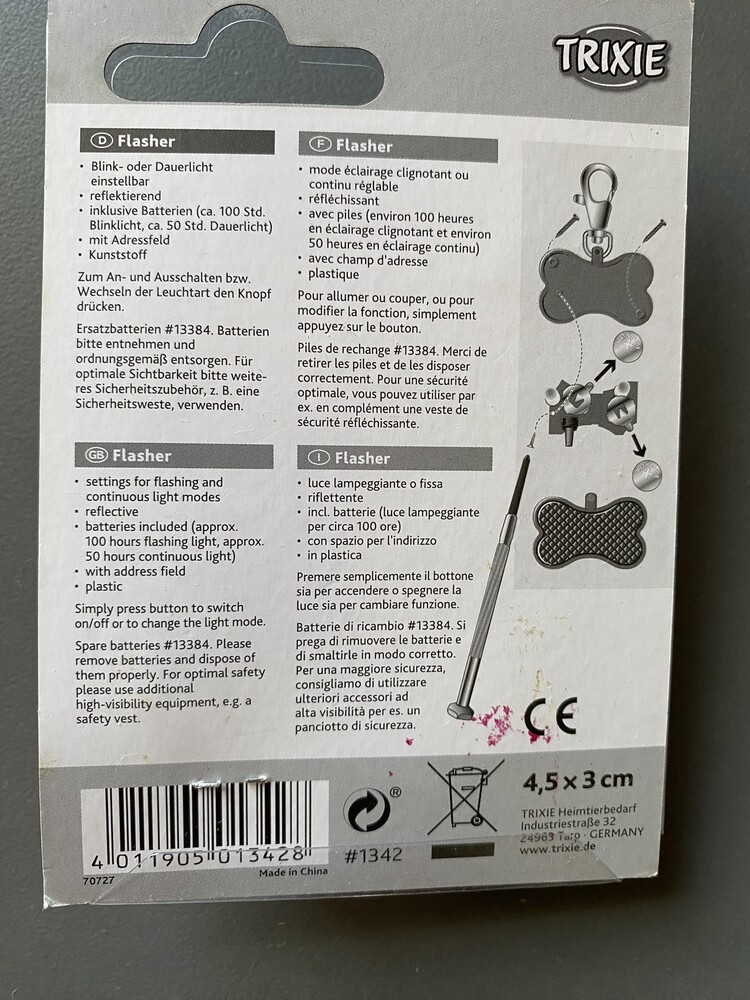 TRIXIE
D Flasher
• Blink- oder Dauerlicht
einstellbar
• reflektierend
• inklusive Batterien (ca. 100 Std.
Blinklicht, ca. 50 Std. Dauerlicht)
• mit Adressfeld
• Kunststoff
Zum An- und Ausschalten bzw.
Wechseln der Leuchtart den Knopf
drücken.
Ersatzbatterien #13384. Batterien
bitte entnehmen und
ordnungsgemäß entsorgen. Für
optimale Sichtbarkeit bitte weite-
res Sicherheitszubehör, z. B. eine
Sicherheitsweste, verwenden.
F Flasher
• mode éclairage clignotant ou
continu réglable
• réfléchissant
• avec piles (environ 100 heures
en éclairage clignotant et environ
50 heures en éclairage continu)
• avec champ d'adresse
• plastique
Pour allumer ou couper, ou pour
modifier la fonction, simplement
appuyez sur le bouton.
Piles de rechange #13384. Merci de
retirer les piles et de les disposer
correctement. Pour une sécurité
optimale, vous pouvez utiliser par
ex. en complément une veste de
sécurité réfléchissante.
GB Flasher
• settings for flashing and
continuous light modes
• reflective
• batteries included (approx.
100 hours flashing light, approx.
50 hours continuous light)
• with address field
• plastic
Simply press button to switch
on/off or to change the light mode.
Spare batteries #13384. Please
remove batteries and dispose of
them properly. For optimal safety
please use additional
high-visibility equipment, e.g. a
safety vest.
I Flasher
• luce lampeggiante o fissa
• riflettente
• incl. batterie (luce lampeggiante
per circa 100 ore)
• con spazio per l'indirizzo
• in plastica
Premere semplicemente il bottone
sia per accendere o spegnere la
luce sia per cambiare funzione.
Batterie di ricambio #13384. Si
prega di rimuovere le batterie e
di smaltirle in modo corretto.
Per una maggiore sicurezza,
consigliamo di utilizzare
ulteriori accessori ad
alta visibilità per es. un
panciotto di sicurezza.
CE
4 011905 013428
70727
Made in China
®
#1342
4,5 x 3 cm
TRIXIE Heimtierbedarf
Industriestraße 32
24963 Tarp · GERMANY
www.trixie.de